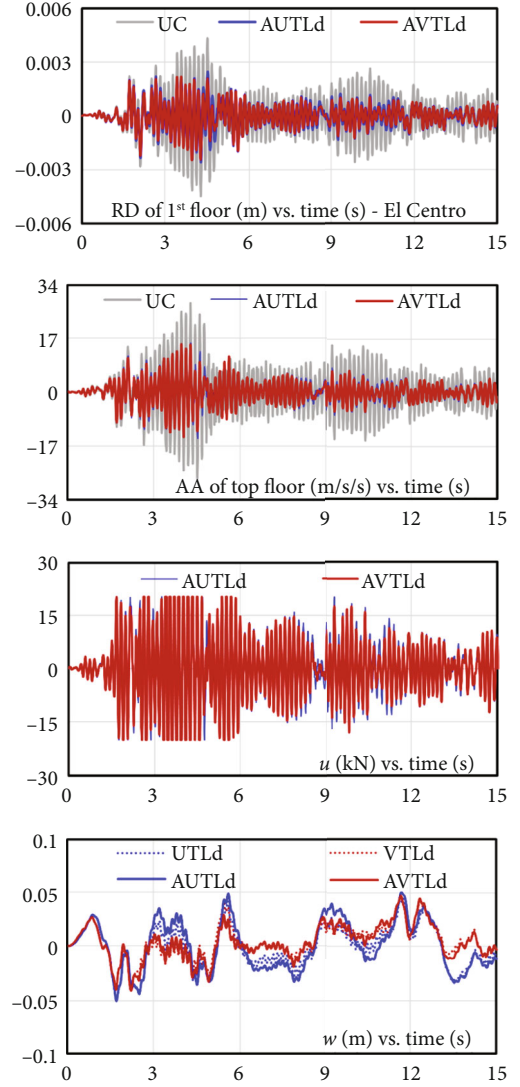 0.006
UC AUTLd AVTLd
0.003
0
−0.003
RD of 1st floor (m) vs. time (s) - El Centro
−0.006
0 3 6 9 12 15
34
UC AUTLd AVTLd
17
0
−17
AA of top floor (m/s/s) vs. time (s)
−34
0 3 6 9 12 15
30
AUTLd AVTLd
15
0
−15
u (kN) vs. time (s)
−30
0 3 6 9 12 15
0.1
UTLd VTLd
AUTLd AVTLd
0.05
0
−0.05
w (m) vs. time (s)
−0.1
0 3 6 9 12 15